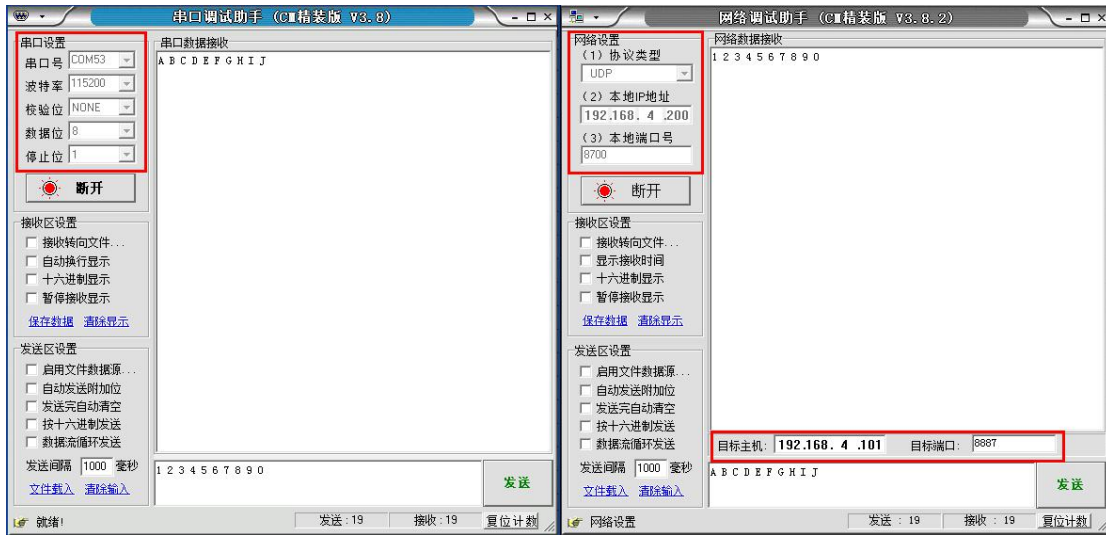 串口调试助手 (CM精装版 V3.8)
串口设置
串口号 COM53
波特率 115200
校验位 NONE
数据位 8
停止位 1
断开
接收区设置
接收转向文件...
自动换行显示
十六进制显示
暂停接收显示
保存数据 清除显示
发送区设置
启用文件数据源...
自动发送附加位
发送完自动清空
按十六进制发送
数据流循环发送
发送间隔 1000 毫秒
文件载入 清除输入
串口数据接收
A B C D E F G H I J
1 2 3 4 5 6 7 8 9 0
发送
就绪!
发送:19 接收:19 复位计数
网络调试助手 (CM精装版 V3.8.2)
网络设置
(1) 协议类型
UDP
(2) 本地IP地址
192.168. 4 .200
(3) 本地端口号
8700
断开
接收区设置
接收转向文件...
显示接收时间
十六进制显示
暂停接收显示
保存数据 清除显示
发送区设置
启用文件数据源...
自动发送附加位
发送完自动清空
按十六进制发送
数据流循环发送
发送间隔 1000 毫秒
文件载入 清除输入
网络数据接收
1 2 3 4 5 6 7 8 9 0
目标主机: 192.168. 4 .101 目标端口: 8887
A B C D E F G H I J
发送
网络设置
发送 : 19 接收 : 19 复位计数